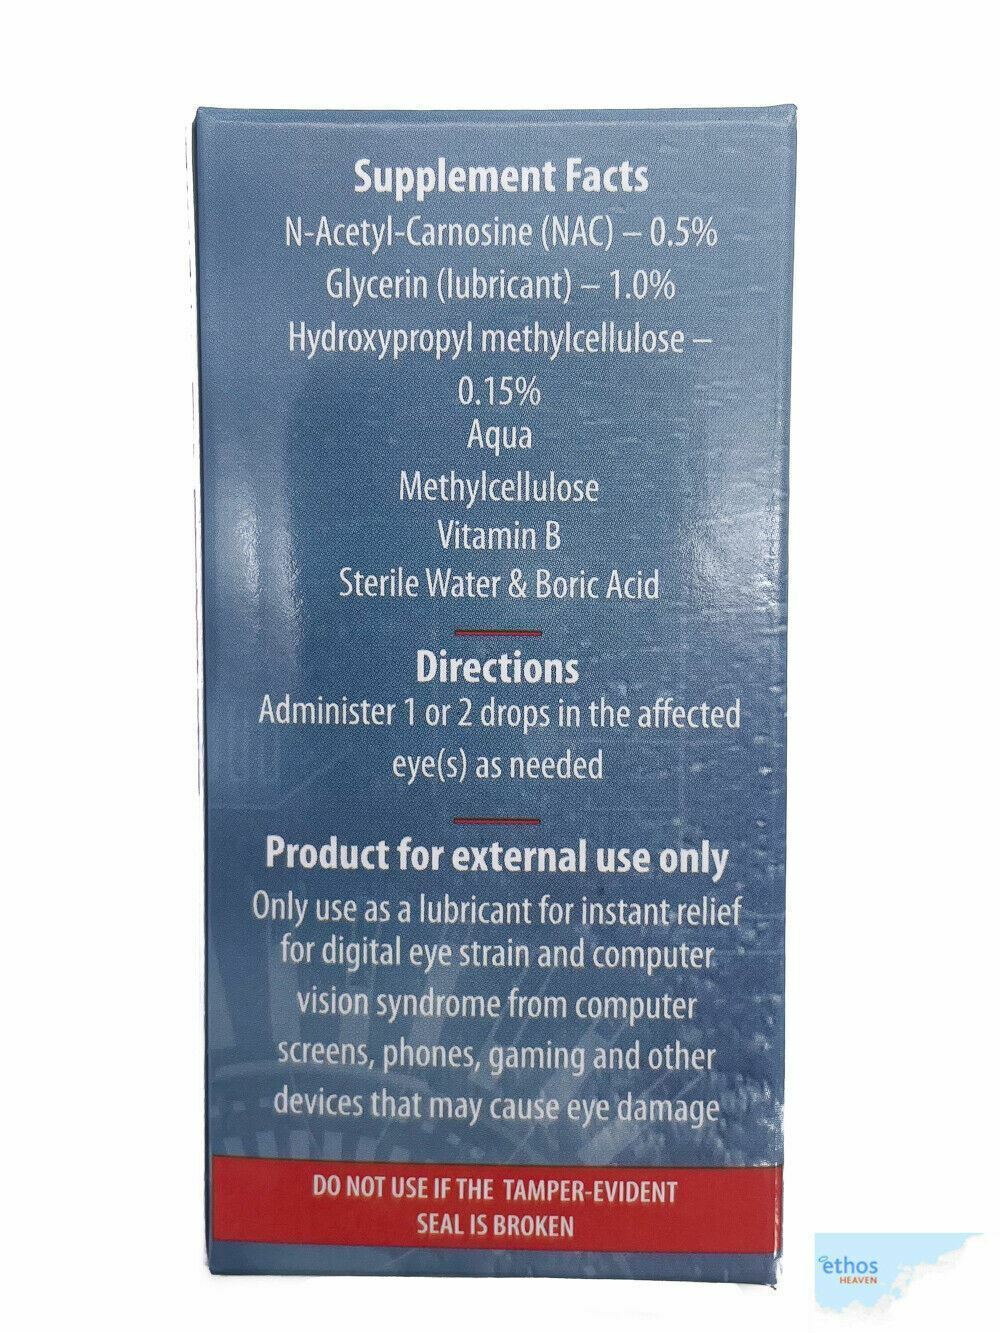 Supplement Facts
N-Acetyl-Carnosine (NAC) – 0.5%
Glycerin (lubricant) – 1.0%
Hydroxypropyl methylcellulose –
0.15%
Aqua
Methylcellulose
Vitamin B
Sterile Water & Boric Acid
Directions
Administer 1 or 2 drops in the affected
eye(s) as needed
Product for external use only
Only use as a lubricant for instant relief
for digital eye strain and computer
vision syndrome from computer
screens, phones, gaming and other
devices that may cause eye damage
DO NOT USE IF THE TAMPER-EVIDENT
SEAL IS BROKEN
ethos
HEAVEN